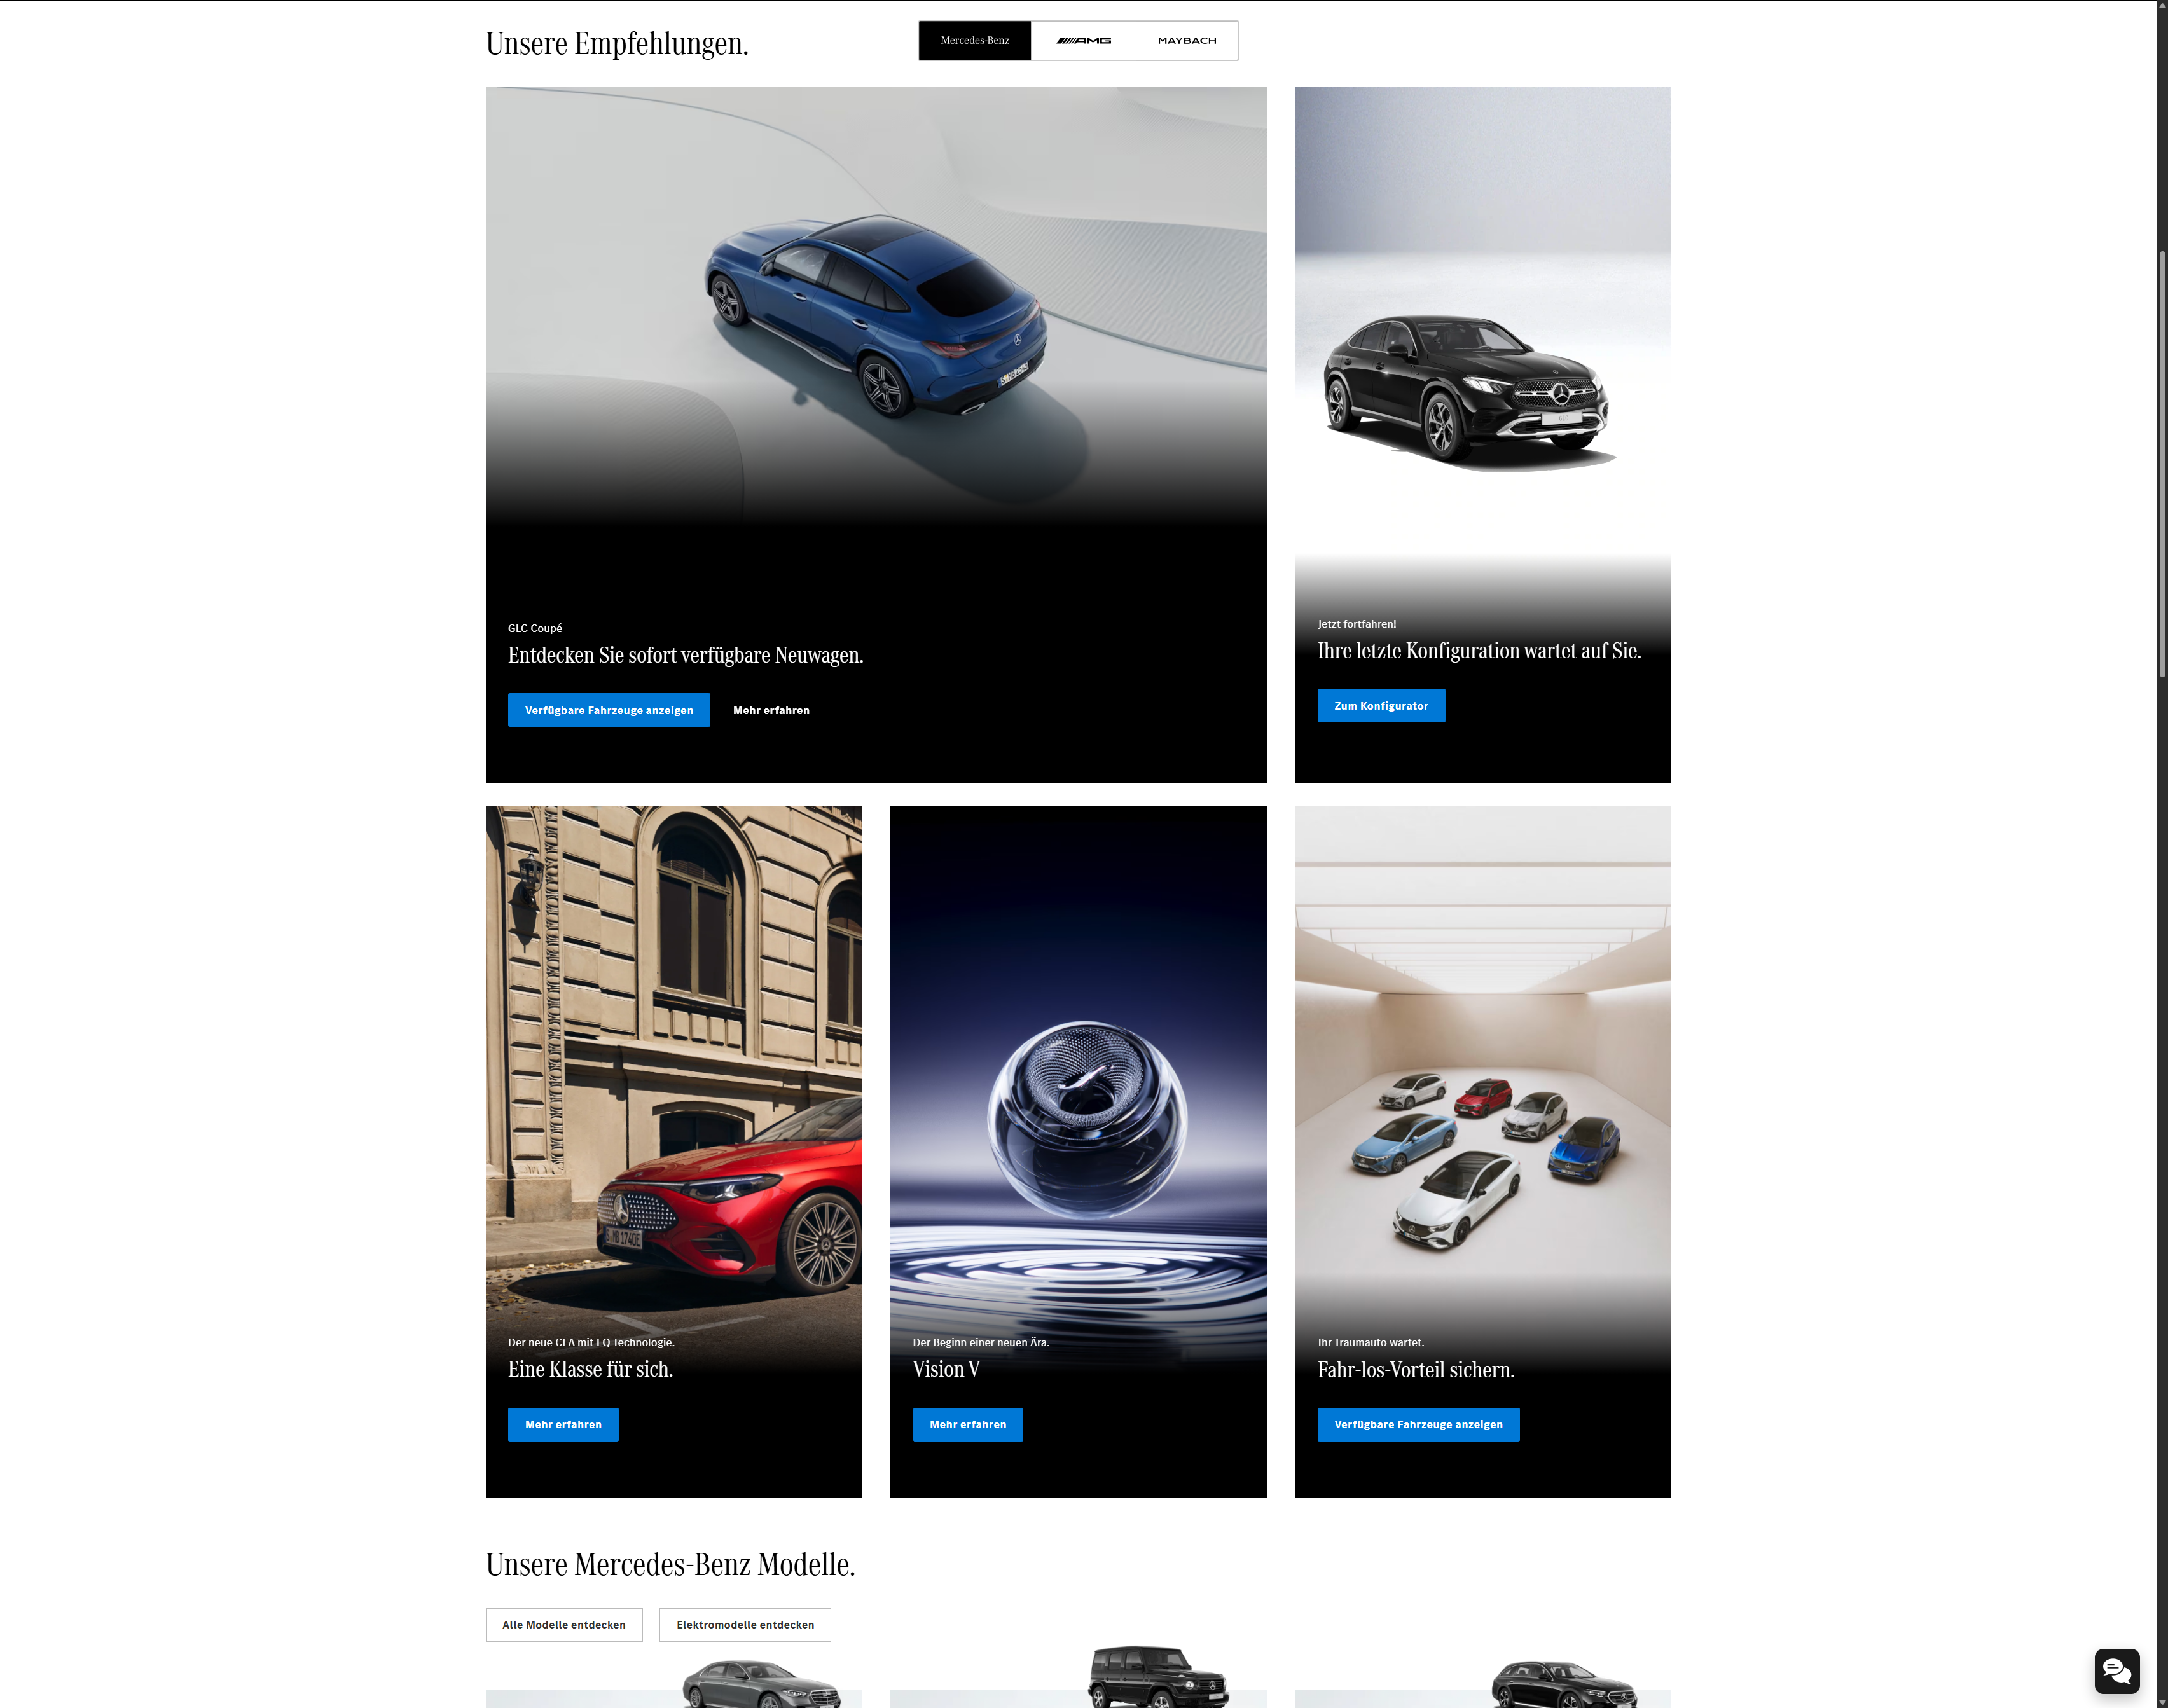 Unsere Empfehlungen.
Mercedes-Benz
AMG
MAYBACH
GLC Coupé
Entdecken Sie sofort verfügbare Neuwagen.
Verfügbare Fahrzeuge anzeigen
Mehr erfahren
GLC
Jetzt fortfahren!
Ihre letzte Konfiguration wartet auf Sie.
Zum Konfigurator
Der neue CLA mit EQ Technologie.
Eine Klasse für sich.
Mehr erfahren
Der Beginn einer neuen Ära.
Vision V
Mehr erfahren
Ihr Traumauto wartet.
Fahr-los-Vorteil sichern.
Verfügbare Fahrzeuge anzeigen
Unsere Mercedes-Benz Modelle.
Alle Modelle entdecken
Elektromodelle entdecken